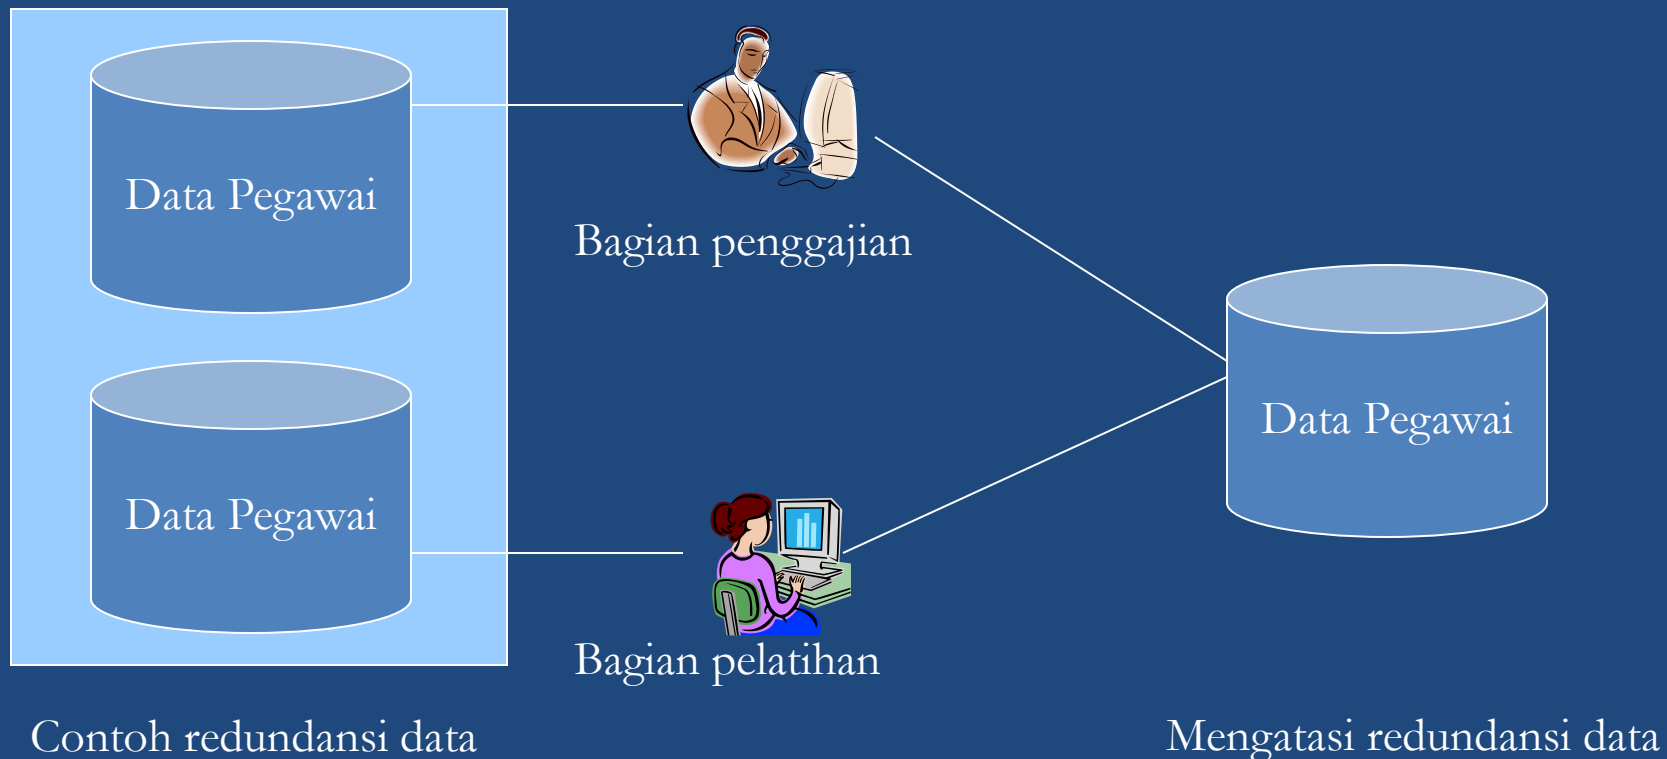 Data Pegawai
Bagian penggajian
Data Pegawai
Data Pegawai
Bagian pelatihan
Contoh redundansi data
Mengatasi redundansi data